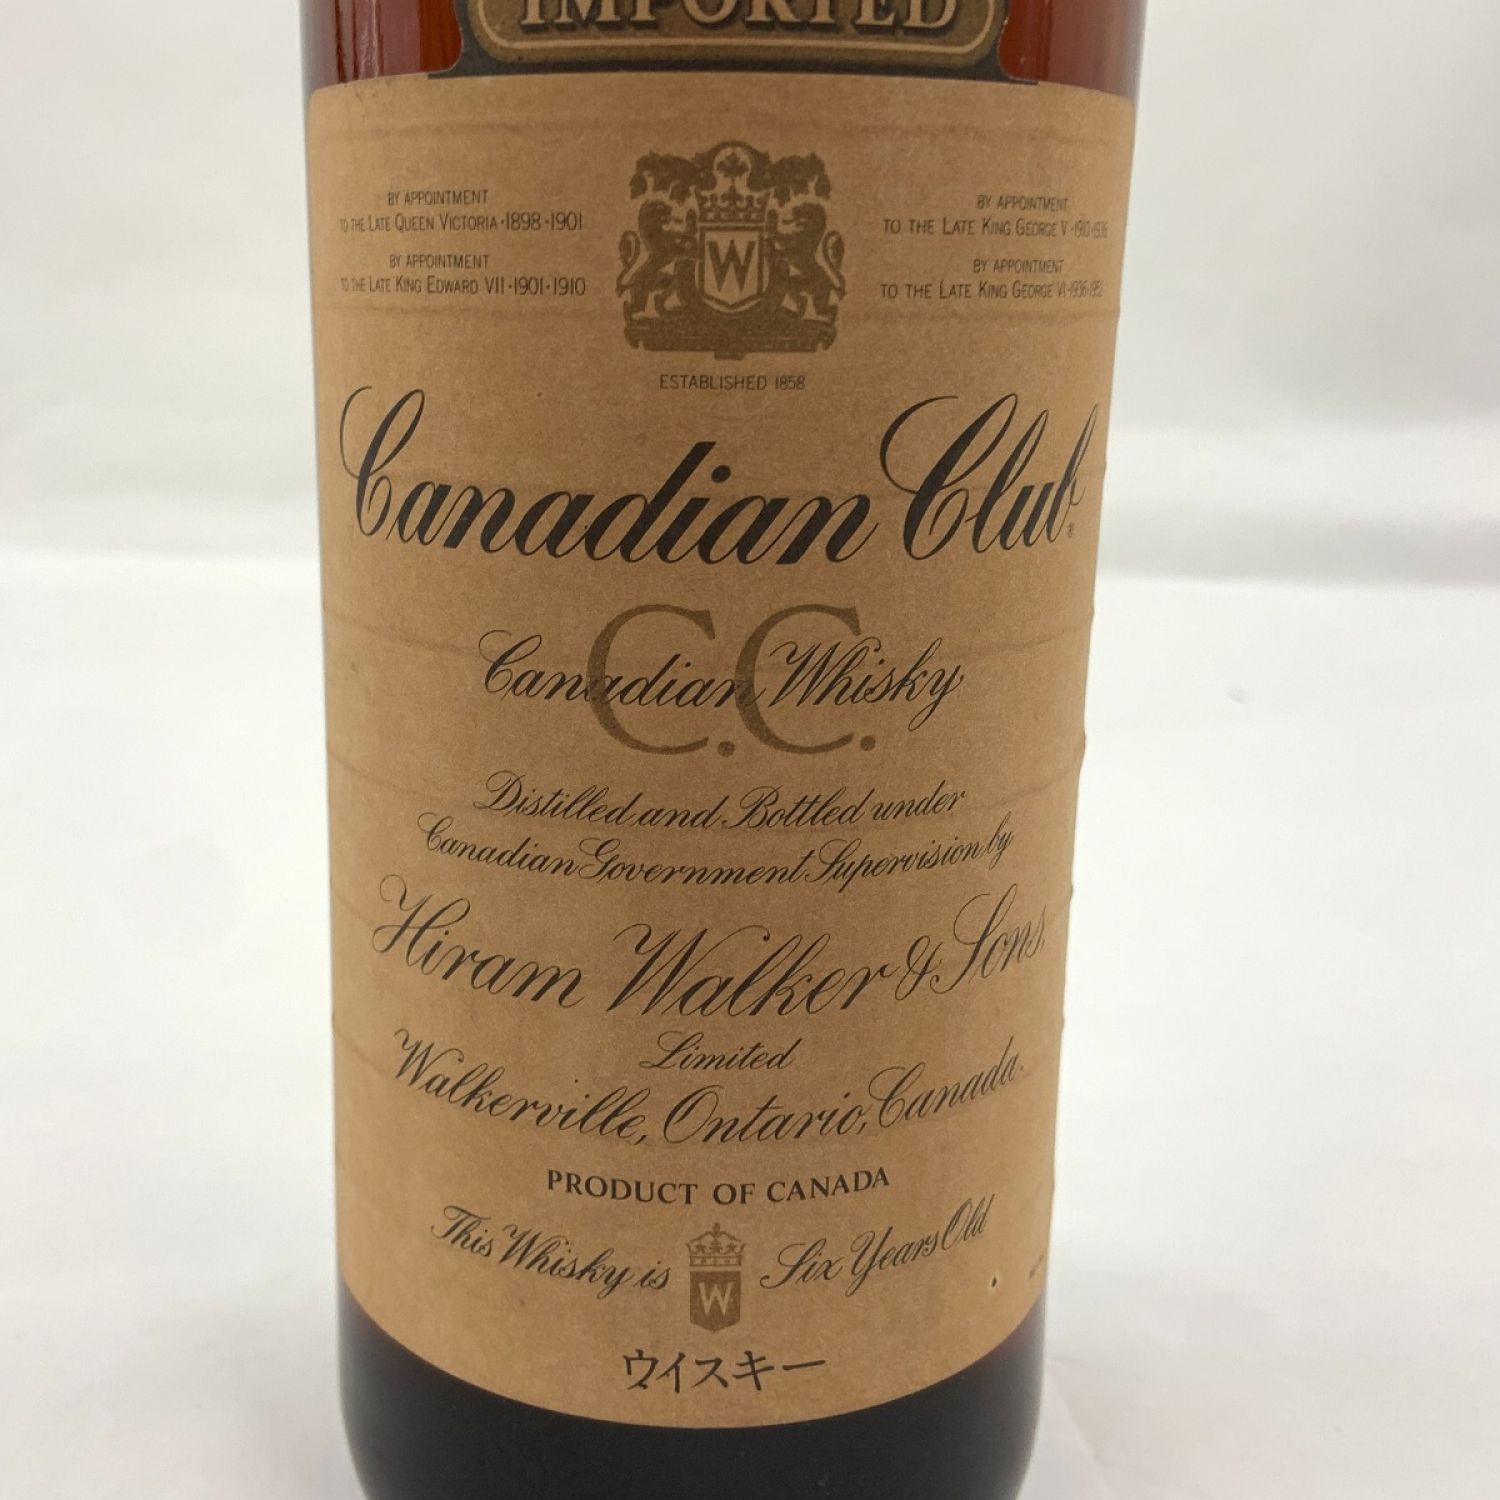 IMPORTED
BY APPOINTMENT
TO THE LATE QUEEN VICTORIA • 1898 • 1901
BY APPOINTMENT
TO THE LATE KING EDWARD VII • 1901 • 1910
BY APPOINTMENT
TO THE LATE KING GEORGE V • 1910-1936
BY APPOINTMENT
TO THE LATE KING GEORGE VI • 1936-1952
W
ESTABLISHED 1858
Canadian Club®
C.C.
Canadian Whisky
Distilled and Bottled under
Canadian Government Supervision by
Hiram Walker & Sons,
Limited
Walkerville, Ontario, Canada.
PRODUCT OF CANADA
This Whisky is Six Years Old
W
ウイスキー